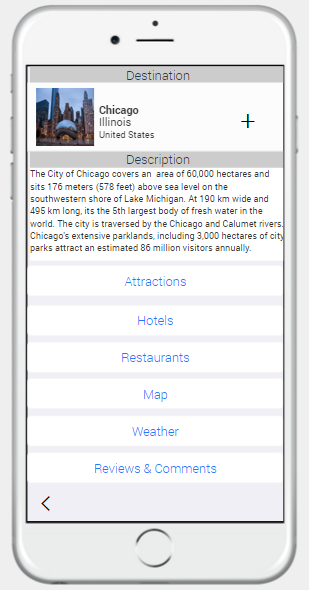 Destination
Chicago
Illinois
United States
Description
The City of Chicago covers an area of 60,000 hectares and
sits 176 meters (578 feet) above sea level on the
southwestern shore of Lake Michigan. At 190 km wide and
495 km long, its the 5th largest body of fresh water in the
world. The city is traversed by the Chicago and Calumet rivers.
Chicago's extensive parklands, including 3,000 hectares of city
parks attract an estimated 86 million visitors annually.
Attractions
Hotels
Restaurants
Map
Weather
Reviews & Comments